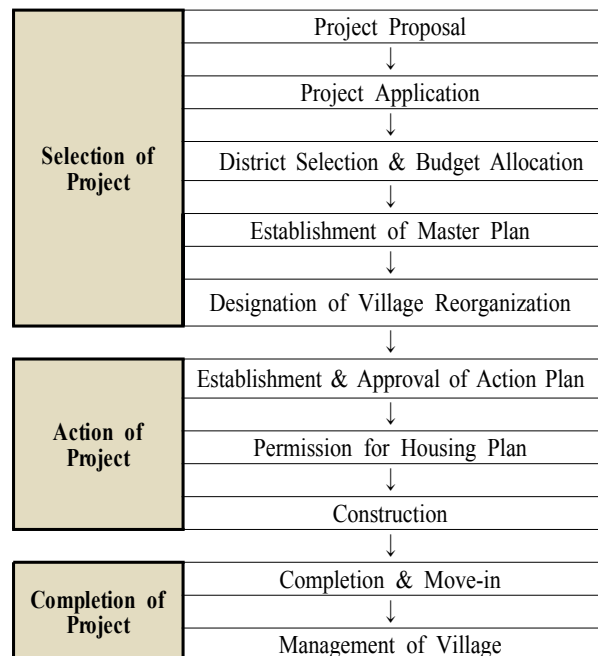 Selection of
Project
Project Proposal
↓
Project Application
↓
District Selection & Budget Allocation
↓
Establishment of Master Plan
↓
Designation of Village Reorganization
↓
Action of
Project
Establishment & Approval of Action Plan
↓
Permission for Housing Plan
↓
Construction
↓
Completion of
Project
Completion & Move-in
↓
Management of Village